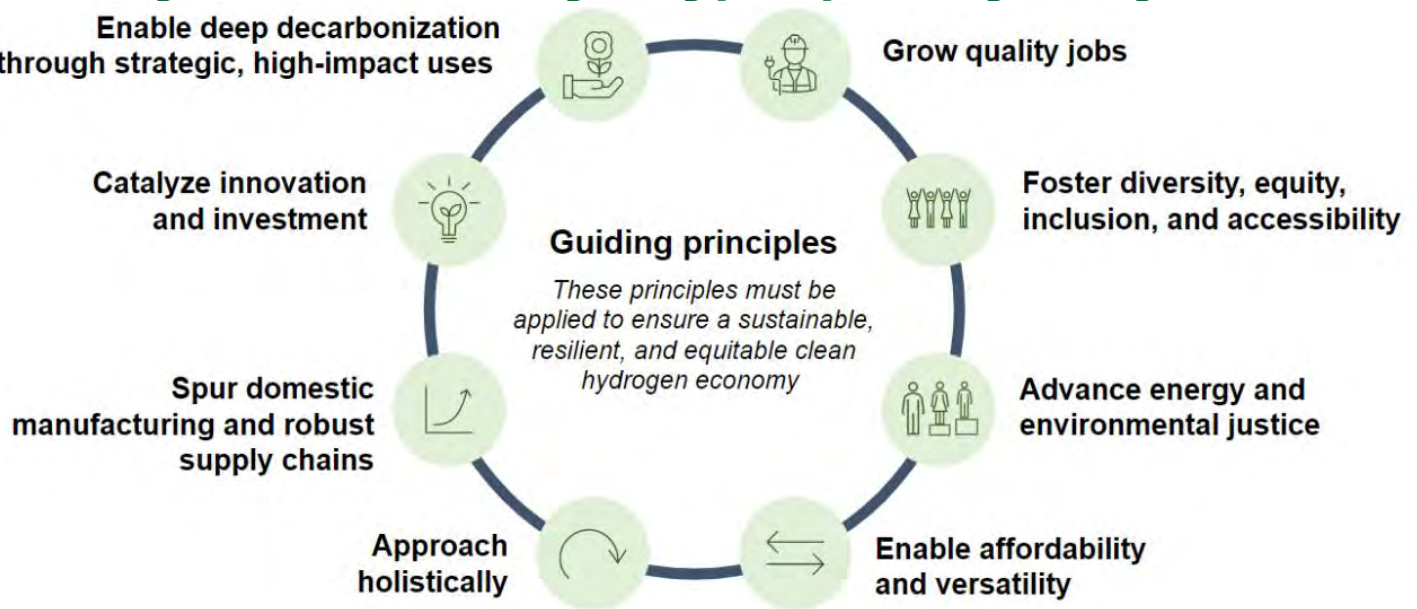 Enable deep decarbonization
through strategic, high-impact uses
Grow quality jobs
Catalyze innovation
and investment
Foster diversity, equity,
inclusion, and accessibility
Guiding principles
These principles must be
applied to ensure a sustainable,
resilient, and equitable clean
hydrogen economy
Spur domestic
manufacturing and robust
supply chains
Advance energy and
environmental justice
Approach
holistically
Enable affordability
and versatility